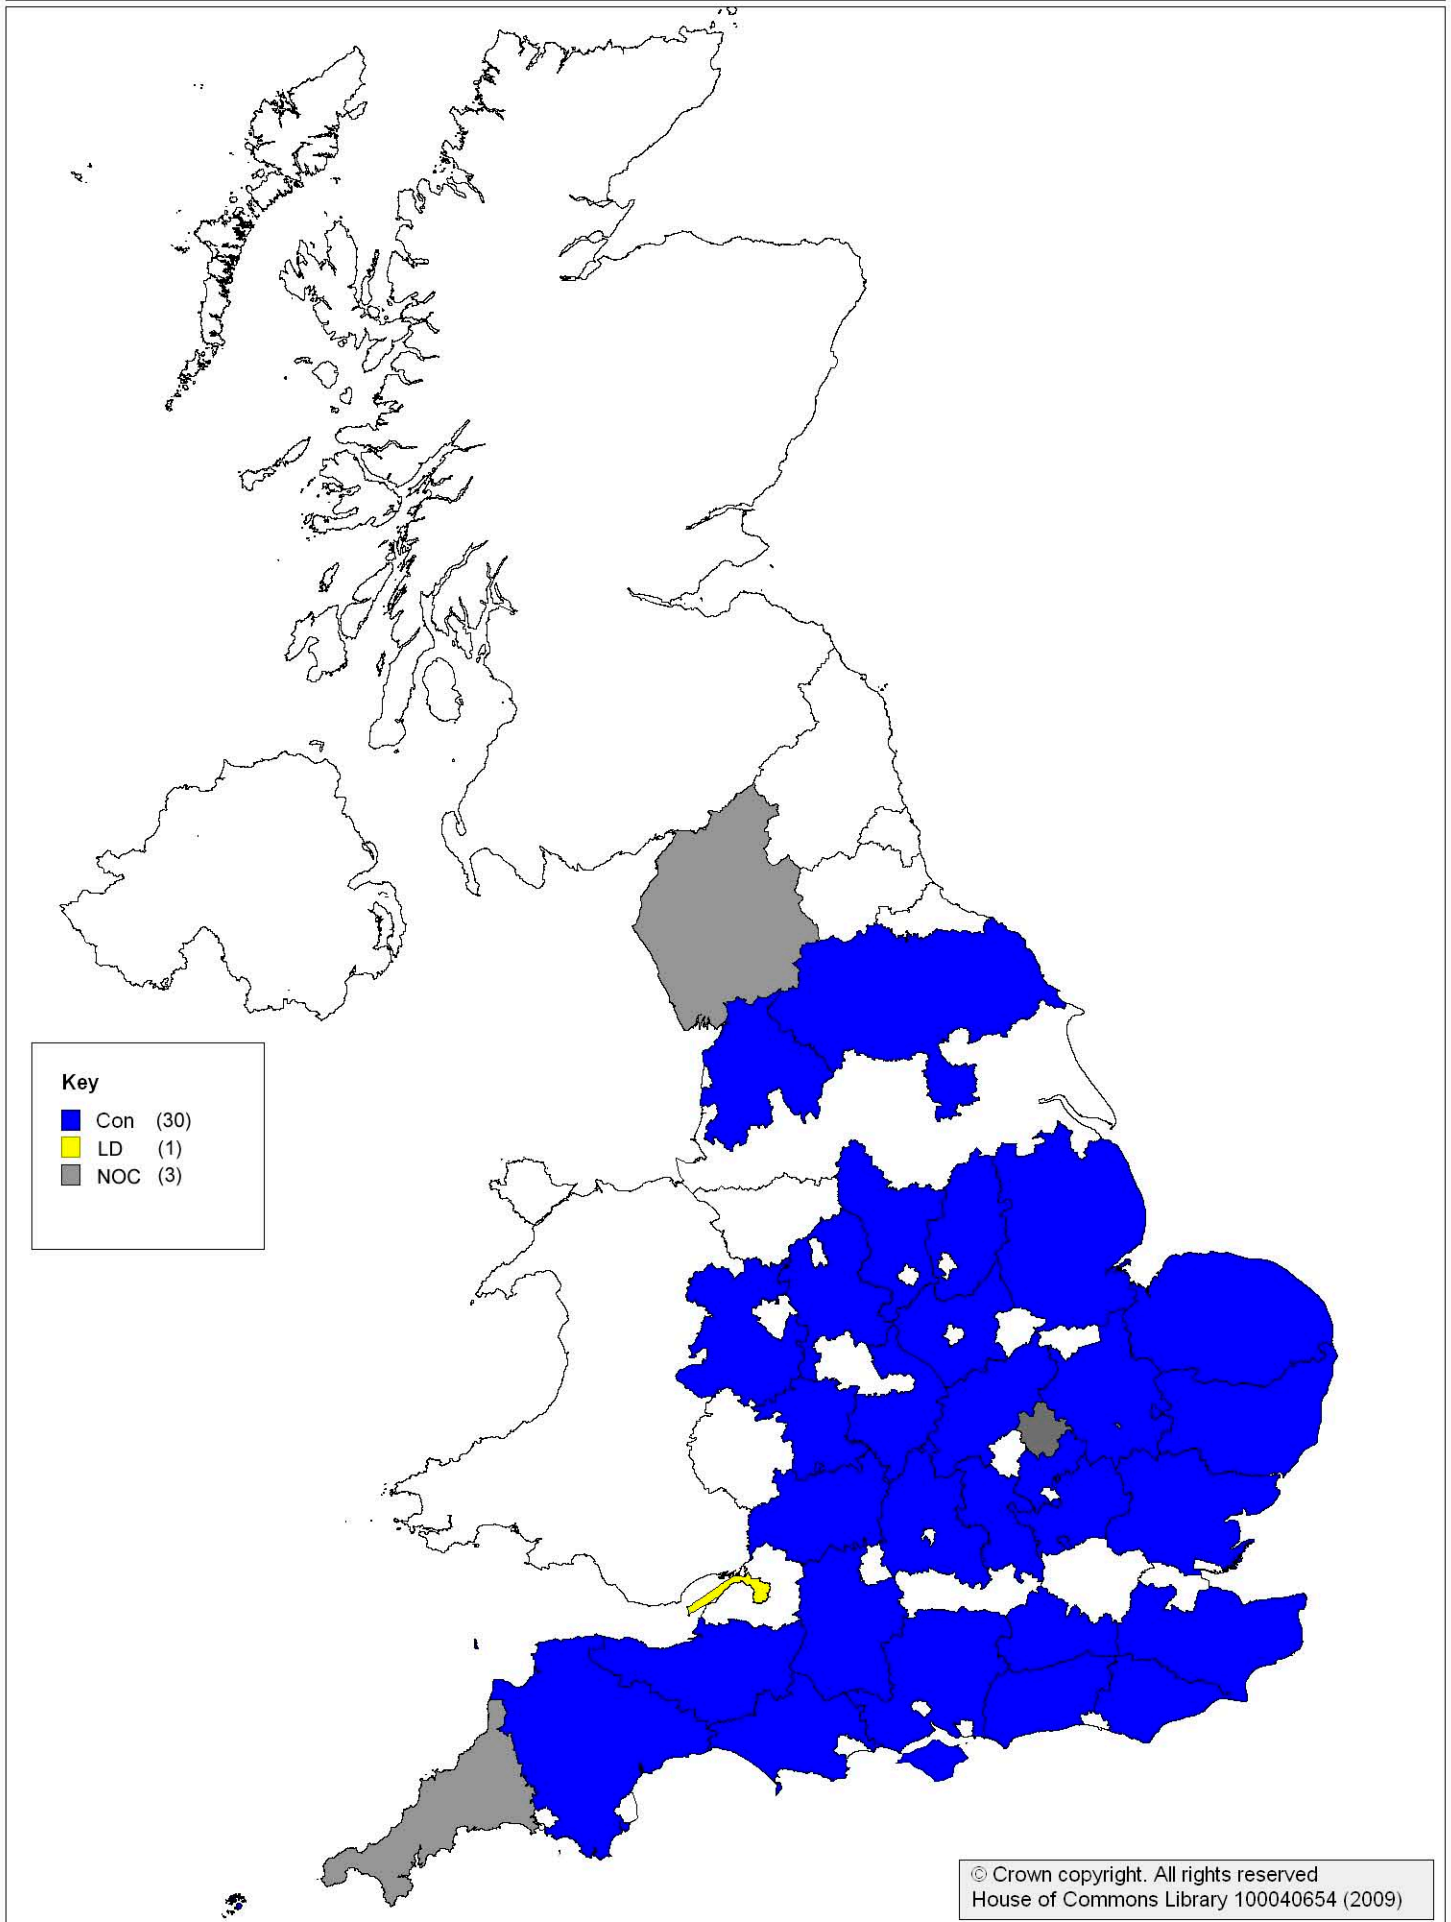 Key
Con (30)
LD (1)
NOC (3)
© Crown copyright. All rights reserved
House of Commons Library 100040654 (2009)